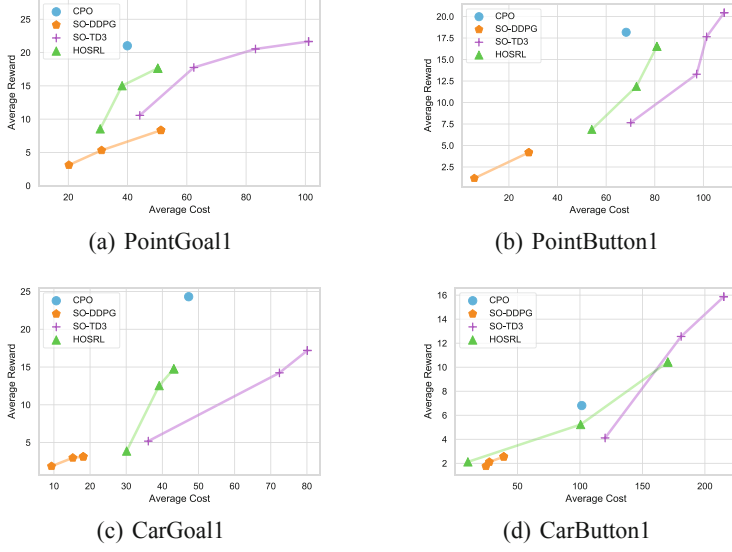 CPO
SO-DDPG
SO-TD3
HOSRL
25
20
15
10
5
0
20 40 60 80 100
Average Reward
Average Cost
(a) PointGoal1
CPO
SO-DDPG
SO-TD3
HOSRL
20.0
17.5
15.0
12.5
10.0
7.5
5.0
2.5
20 40 60 80 100
Average Reward
Average Cost
(b) PointButton1
CPO
SO-DDPG
SO-TD3
HOSRL
25
20
15
10
5
10 20 30 40 50 60 70 80
Average Reward
Average Cost
(c) CarGoal1
CPO
SO-DDPG
SO-TD3
HOSRL
16
14
12
10
8
6
4
2
50 100 150 200
Average Reward
Average Cost
(d) CarButton1